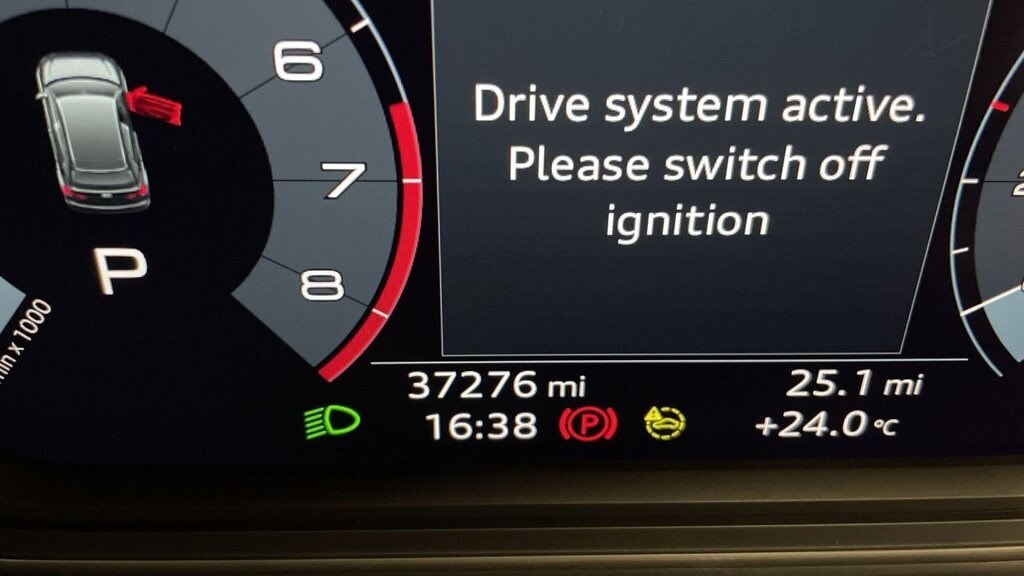 6
7
8
P
x 1000
Drive system active.
Please switch off
ignition
37276 mi
25.1 mi
16:38
P
+24.0 °C